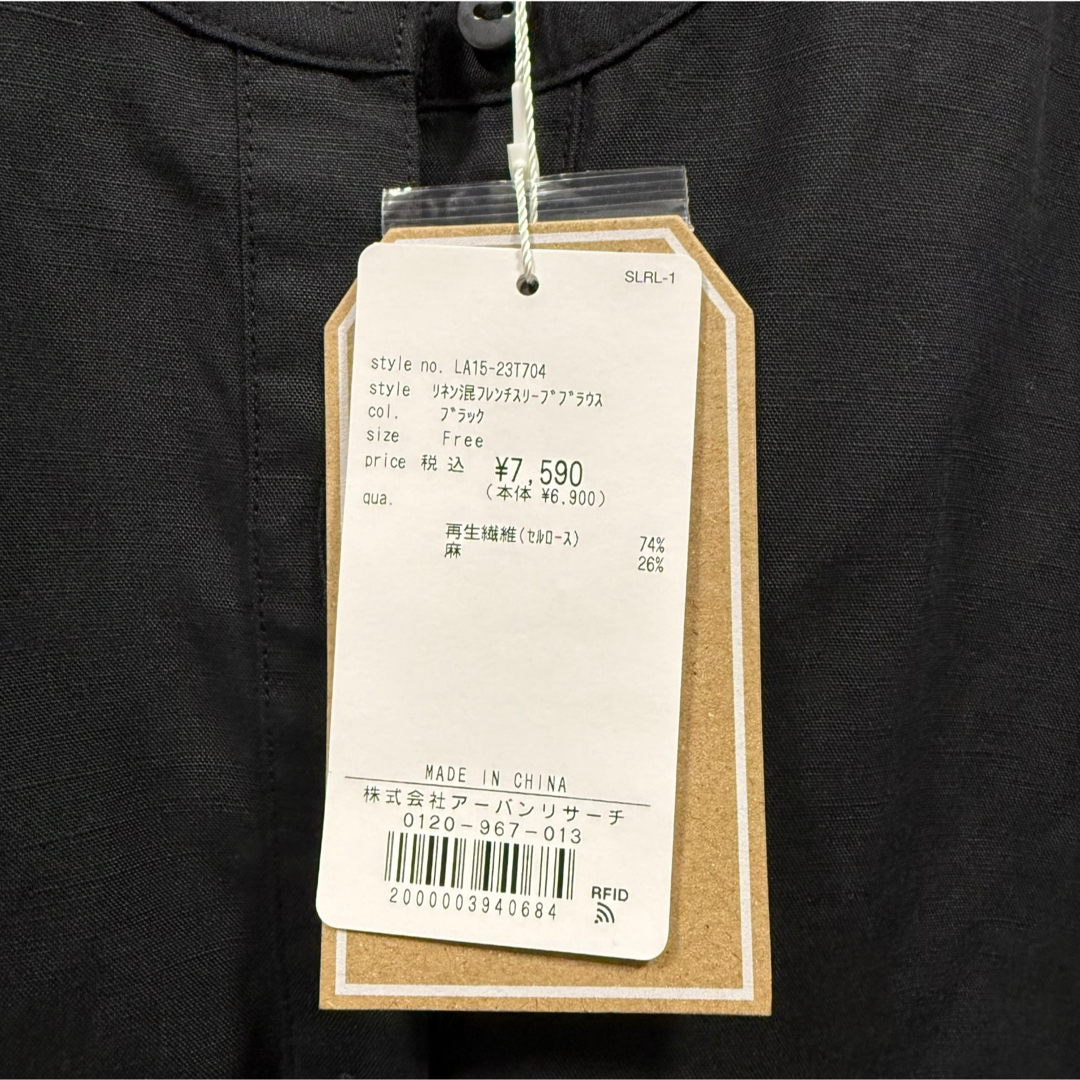 SLRL-1
style no. LA15-23T704
style ﾘﾈﾝ混ﾌﾚﾝﾁｽﾘｰﾌﾞﾌﾞﾗｳｽ
col. ﾌﾞﾗｯｸ
size Free
price 税込 ¥7,590
(本体 ¥6,900)
qua.
再生繊維(ｾﾙﾛｰｽ) 74%
麻 26%
MADE IN CHINA
株式会社アーバンリサーチ
0120-967-013
2000003940684
RFID